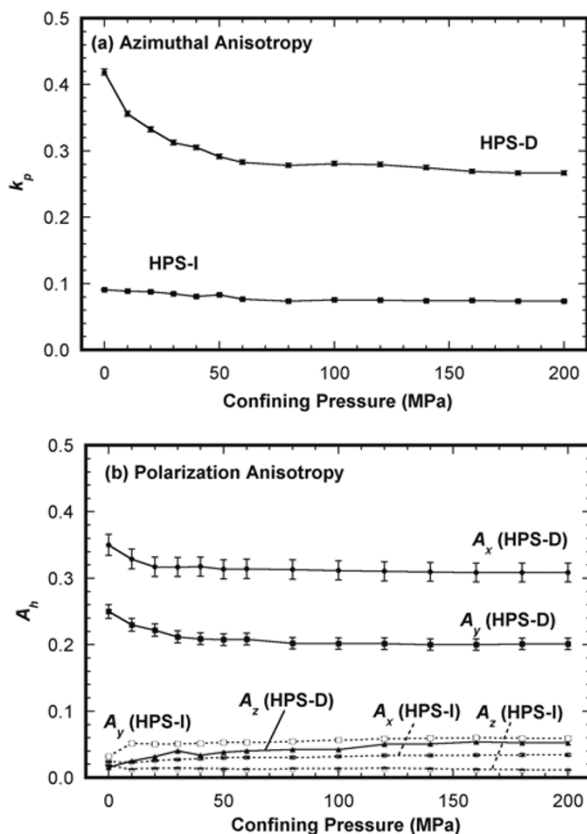 (a) Azimuthal Anisotropy
0.5
0.4
0.3
0.2
0.1
0.0
k_p
HPS-D
HPS-I
0 50 100 150 200
Confining Pressure (MPa)
(b) Polarization Anisotropy
0.5
0.4
0.3
0.2
0.1
0.0
A_h
A_x (HPS-D)
A_y (HPS-D)
A_y (HPS-I)
A_z (HPS-D)
A_x (HPS-I)
A_z (HPS-I)
0 50 100 150 200
Confining Pressure (MPa)